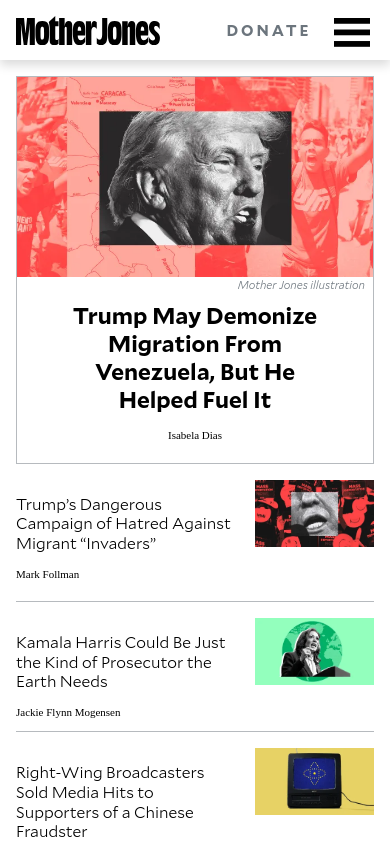 Mother Jones
DONATE
CARACAS
Mother Jones illustration
Trump May Demonize
Migration From
Venezuela, But He
Helped Fuel It
Isabela Dias
Trump’s Dangerous
Campaign of Hatred Against
Migrant “Invaders”
Mark Follman
Kamala Harris Could Be Just
the Kind of Prosecutor the
Earth Needs
Jackie Flynn Mogensen
Right-Wing Broadcasters
Sold Media Hits to
Supporters of a Chinese
Fraudster